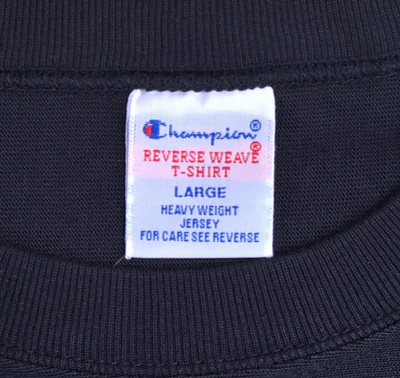 Champion®
REVERSE WEAVE®
T-SHIRT
LARGE
HEAVY WEIGHT
JERSEY
FOR CARE SEE REVERSE